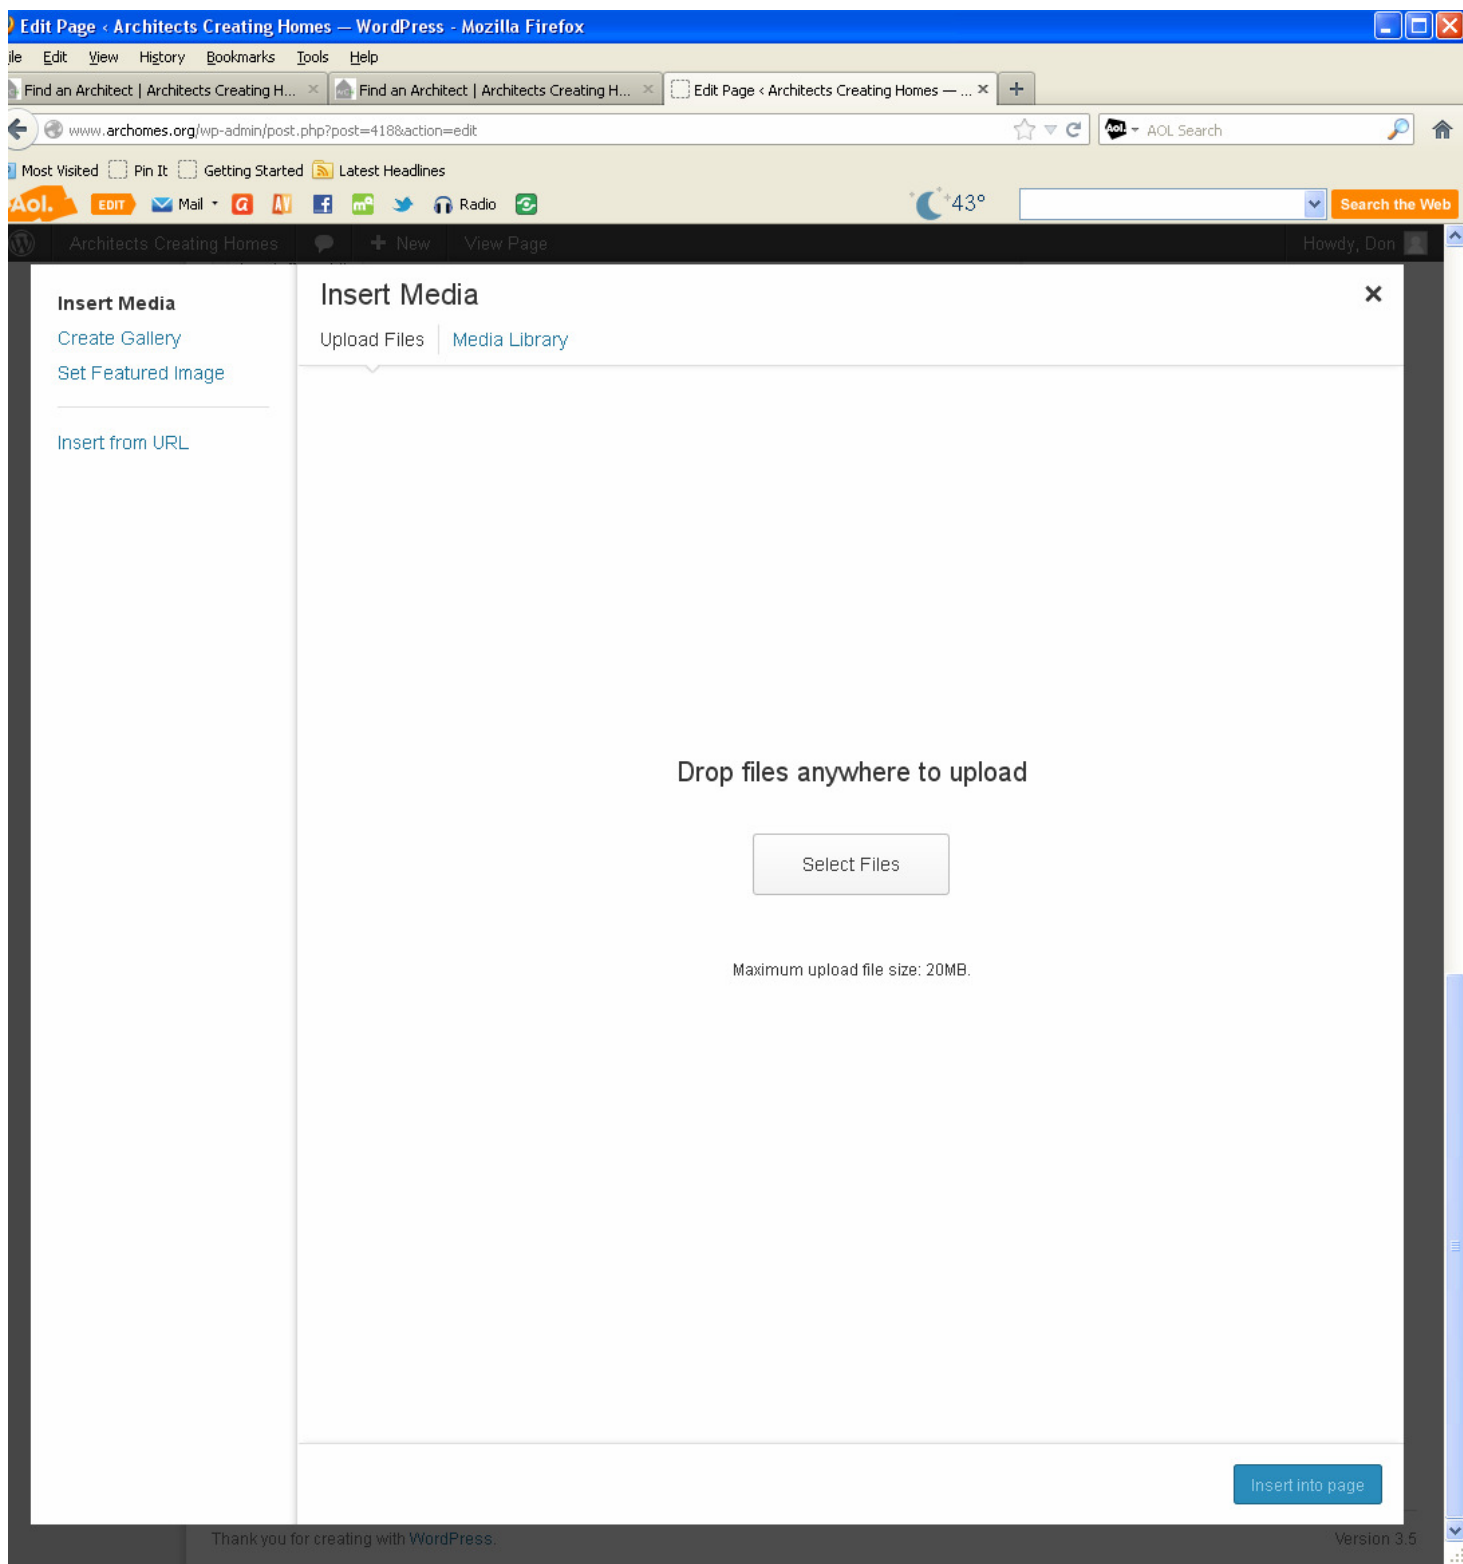 Edit Page ‹ Architects Creating Homes — WordPress - Mozilla Firefox
ile Edit View History Bookmarks Tools Help
Find an Architect | Architects Creating H... Find an Architect | Architects Creating H... Edit Page ‹ Architects Creating Homes — ...
www.archomes.org/wp-admin/post.php?post=418&action=edit AOL Search
Most Visited Pin It Getting Started Latest Headlines
Aol. EDIT Mail Radio 43° Search the Web
Architects Creating Homes + New View Page Howdy, Don
Insert Media
Create Gallery
Set Featured Image
Insert from URL
Insert Media
Upload Files Media Library
Drop files anywhere to upload
Select Files
Maximum upload file size: 20MB.
Insert into page
Thank you for creating with WordPress. Version 3.5